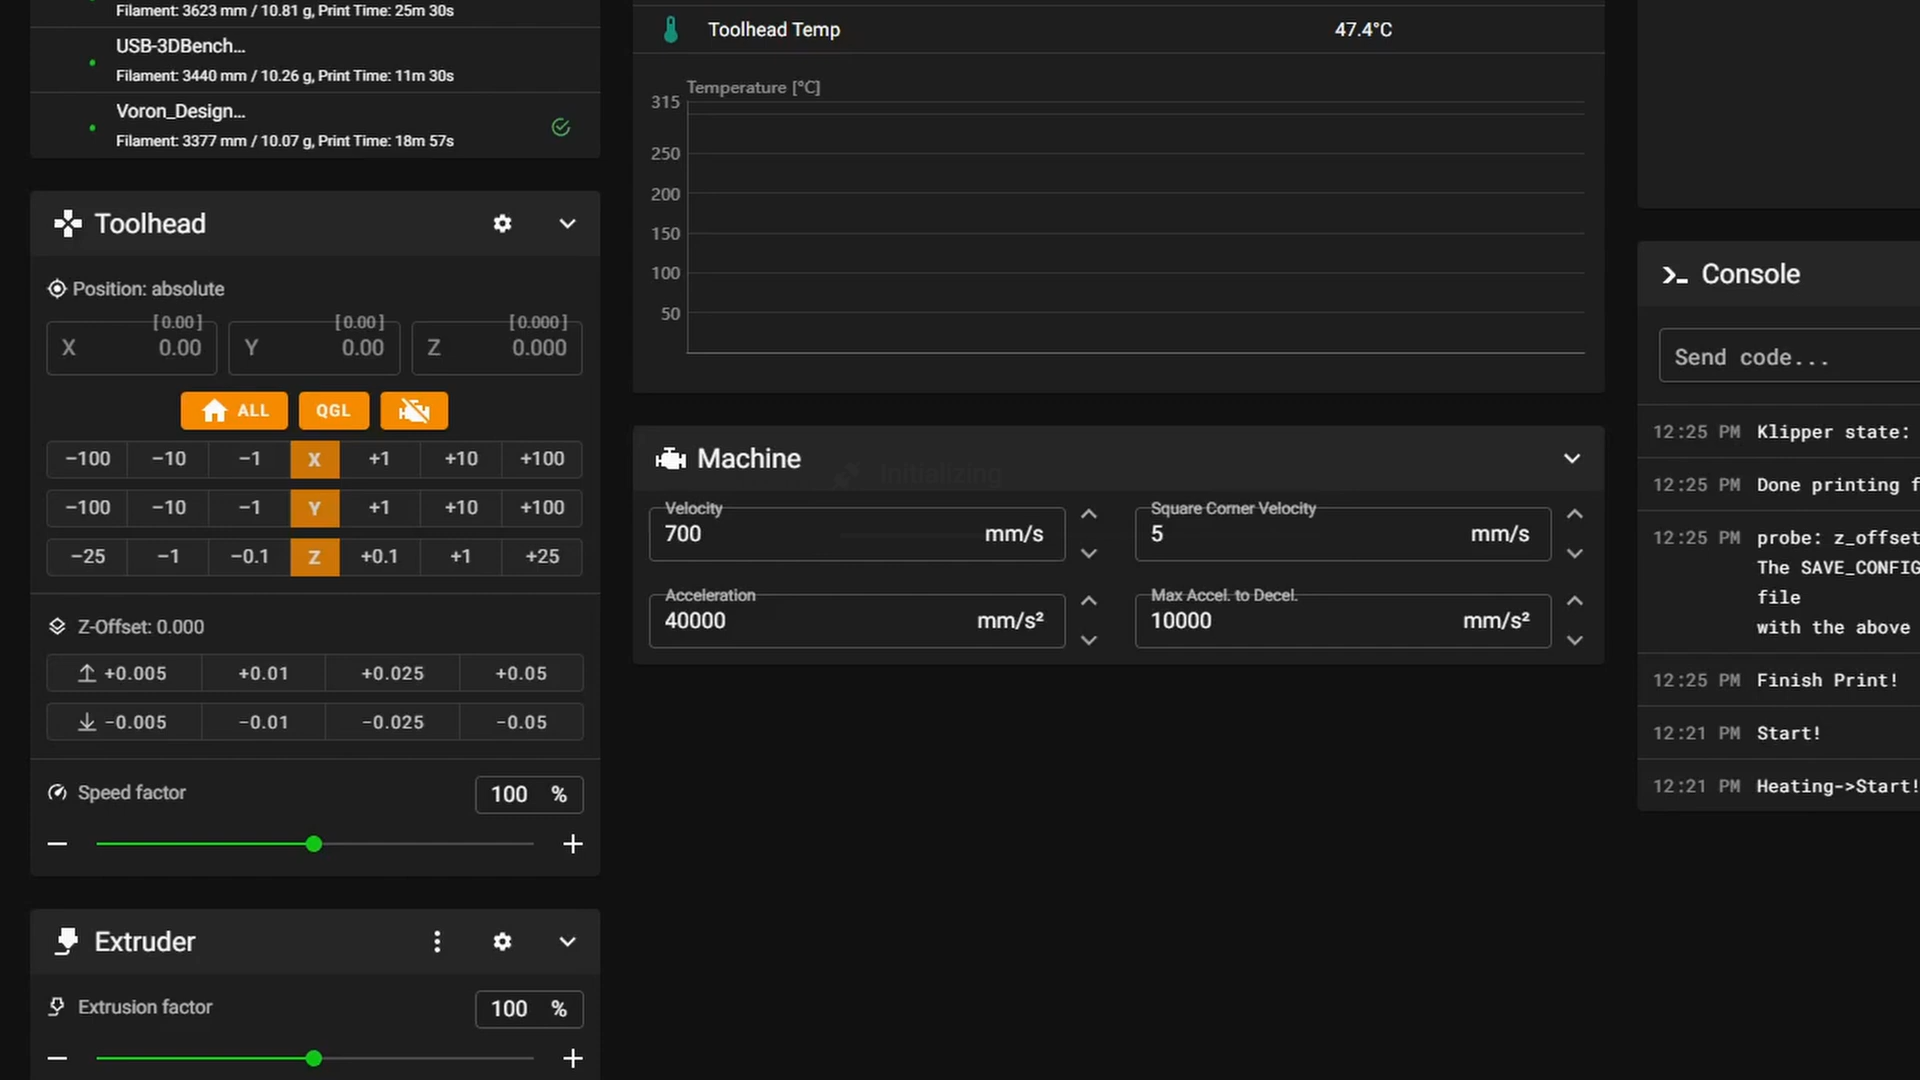 Filament: 3623 mm / 10.81 g, Print Time: 25m 30s
USB-3DBench...
Filament: 3440 mm / 10.26 g, Print Time: 11m 30s
Voron_Design...
Filament: 3377 mm / 10.07 g, Print Time: 18m 57s
Toolhead
Position: absolute
[ 0.00 ] [ 0.00 ] [ 0.000 ]
X 0.00 Y 0.00 Z 0.000
ALL QGL
−100 −10 −1 X +1 +10 +100
−100 −10 −1 Y +1 +10 +100
−25 −1 −0.1 Z +0.1 +1 +25
Z-Offset: 0.000
+0.005 +0.01 +0.025 +0.05
−0.005 −0.01 −0.025 −0.05
Speed factor 100 %
Extruder
Extrusion factor 100 %
Toolhead Temp 47.4°C
Temperature [°C]
315
250
200
150
100
50
Machine
Initializing
Velocity
700 mm/s
Square Corner Velocity
5 mm/s
Acceleration
40000 mm/s²
Max Accel. to Decel.
10000 mm/s²
Console
Send code...
12:25 PM Klipper state:
12:25 PM Done printing f
12:25 PM probe: z_offset
The SAVE_CONFIG
file
with the above
12:25 PM Finish Print!
12:21 PM Start!
12:21 PM Heating->Start!